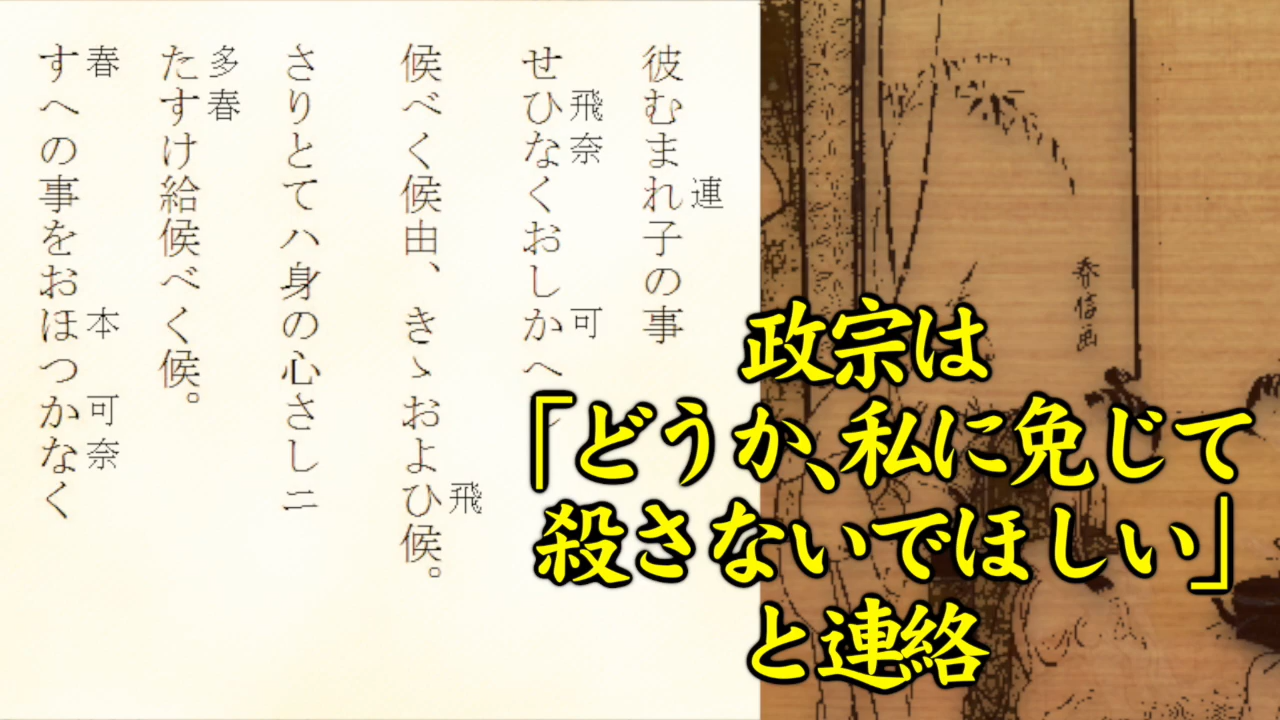 連
彼むまれ子の事
飛奈 可
せひなくおしかへ
飛
候べく候由、きゝおよひ候。
さりとてハ身の心さしニ
多春
たすけ給候べく候。
春 本 可奈
すへの事をおほつかなく
春信画
政宗は
「どうか、私に免じて
殺さないでほしい」
と連絡